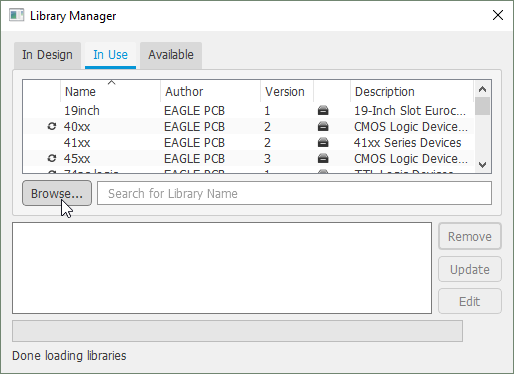 Library Manager
In Design In Use Available
Name Author Version Description
19inch EAGLE PCB 1 19-Inch Slot Euroc...
40xx EAGLE PCB 2 CMOS Logic Device...
41xx EAGLE PCB 2 41xx Series Devices
45xx EAGLE PCB 3 CMOS Logic Device...
EAGLE PCB 1 TTL Logic Devices
Browse... Search for Library Name
Remove
Update
Edit
Done loading libraries